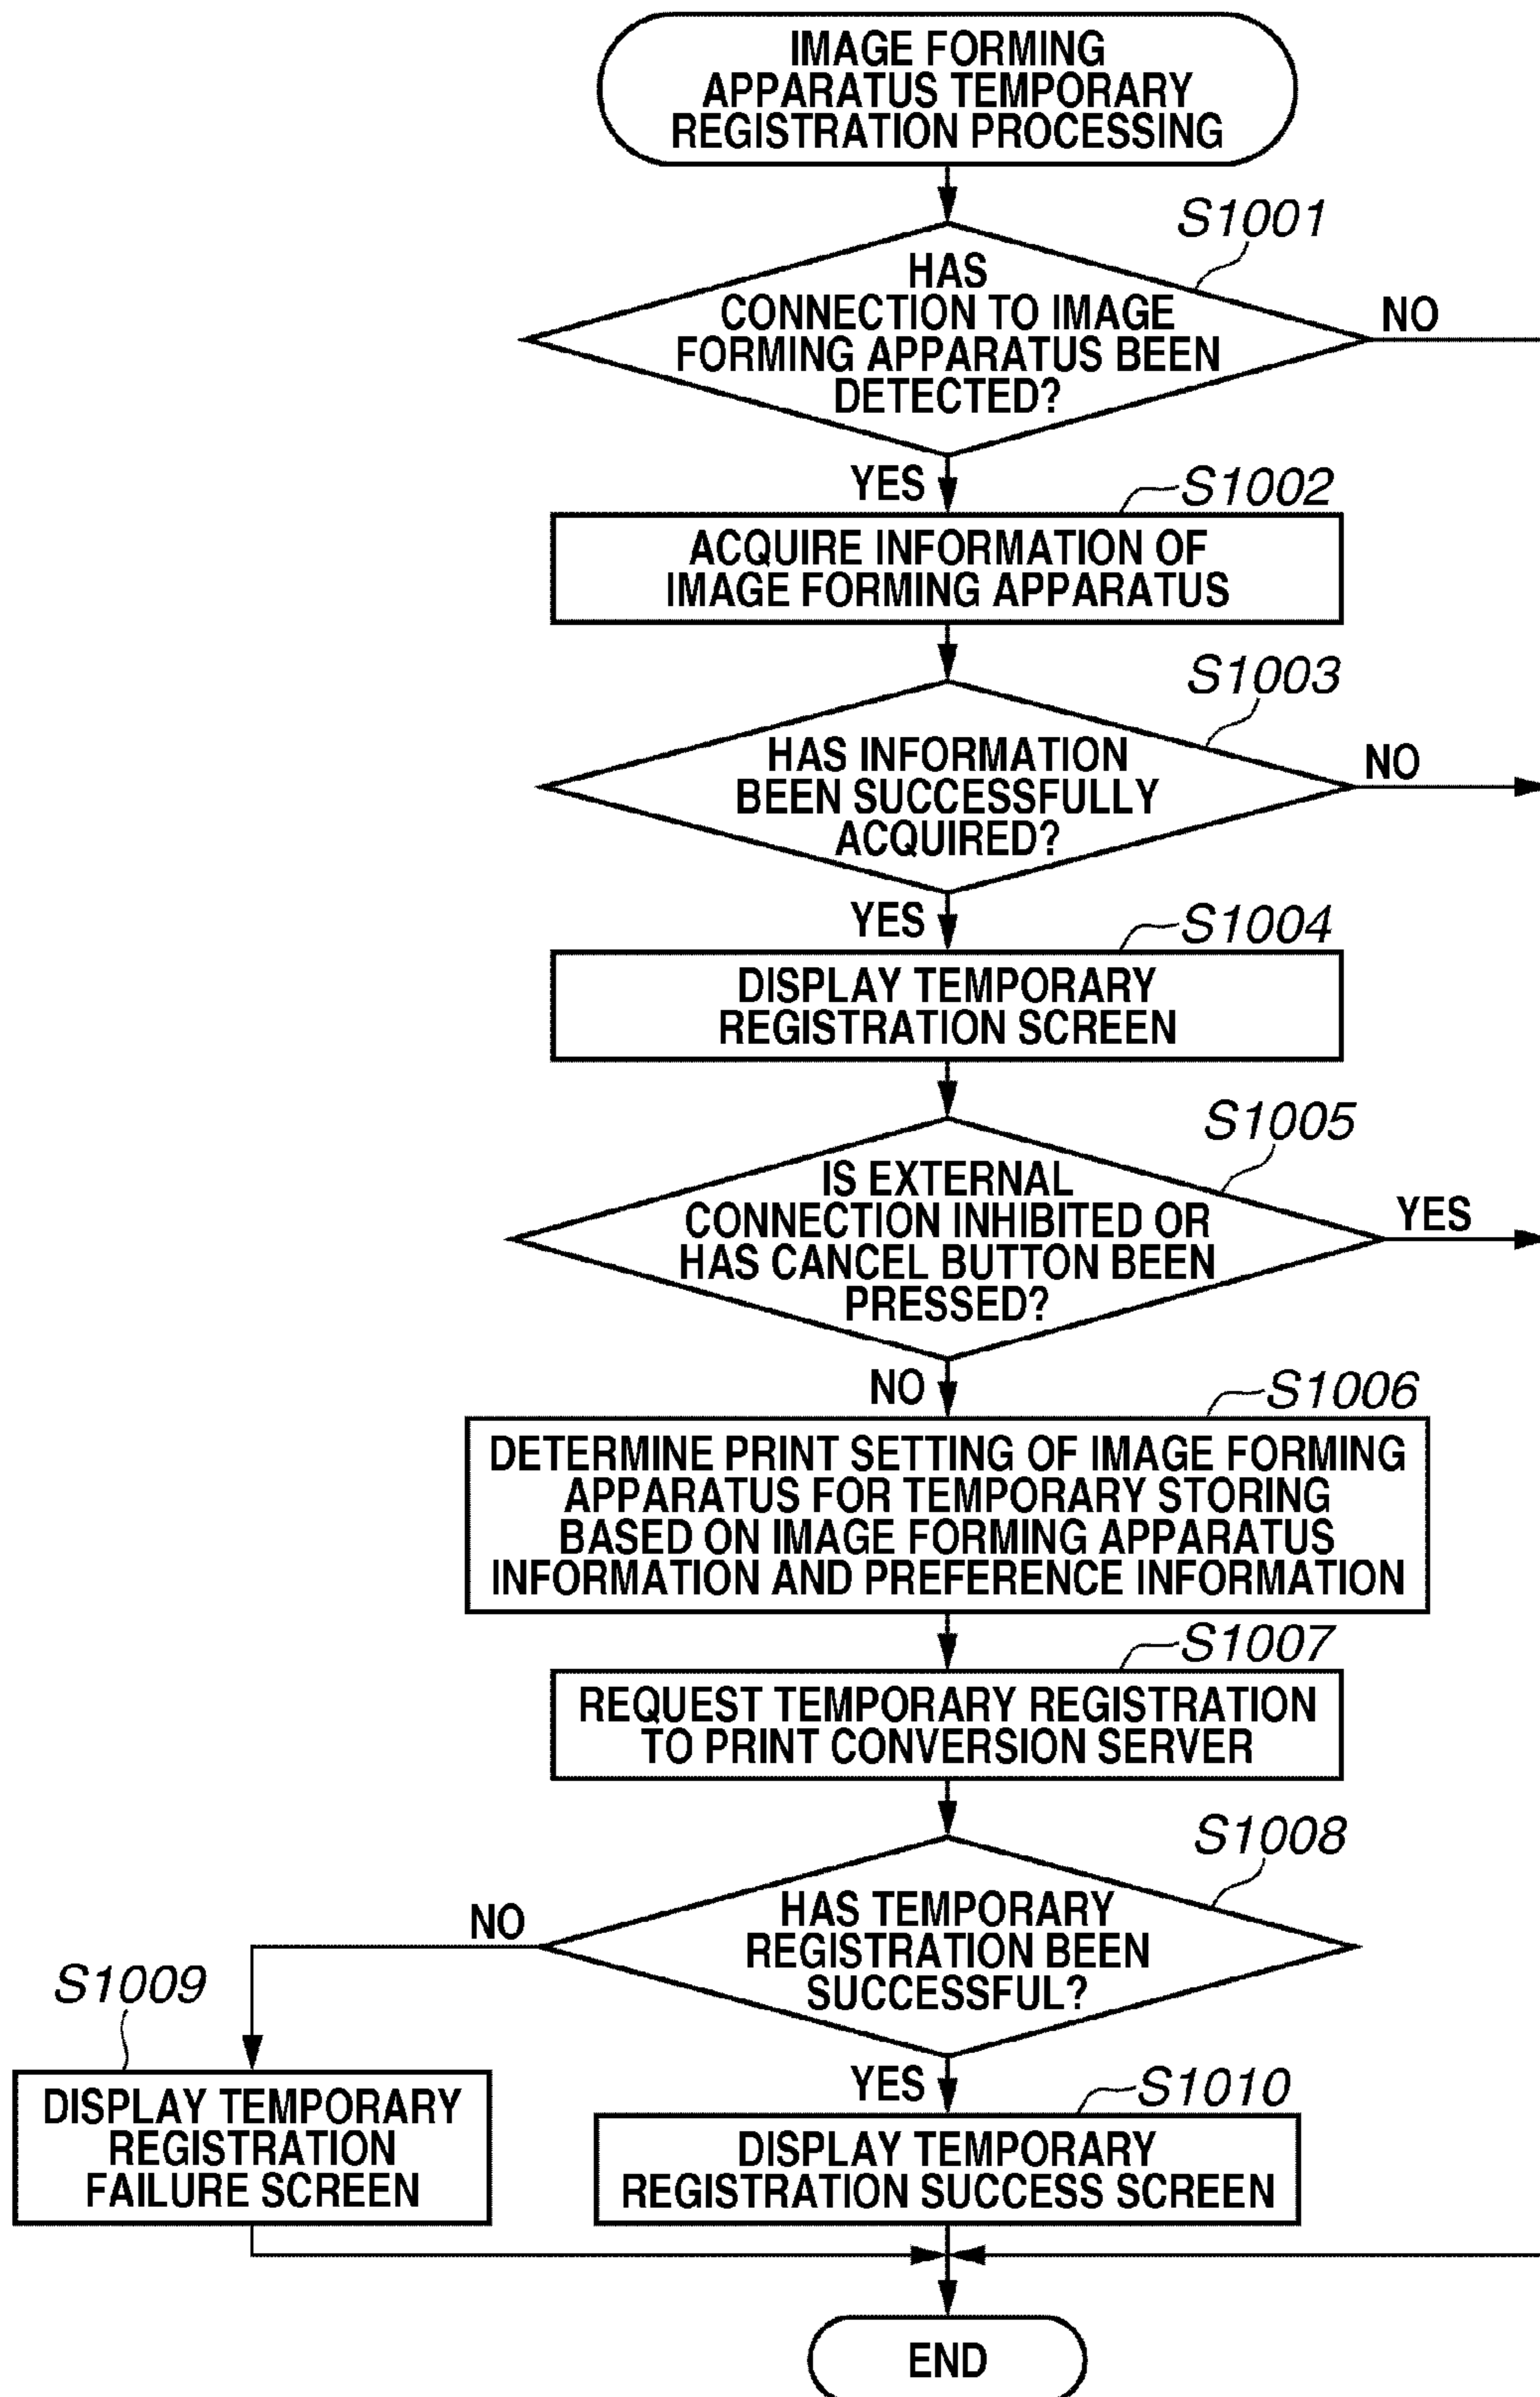 IMAGE FORMING
APPARATUS TEMPORARY
REGISTRATION PROCESSING
S1001
HAS
CONNECTION TO IMAGE
FORMING APPARATUS BEEN
DETECTED?
NO
YES
S1002
ACQUIRE INFORMATION OF
IMAGE FORMING APPARATUS
S1003
HAS INFORMATION
BEEN SUCCESSFULLY
ACQUIRED?
NO
YES
S1004
DISPLAY TEMPORARY
REGISTRATION SCREEN
S1005
IS EXTERNAL
CONNECTION INHIBITED OR
HAS CANCEL BUTTON BEEN
PRESSED?
YES
NO
S1006
DETERMINE PRINT SETTING OF IMAGE FORMING
APPARATUS FOR TEMPORARY STORING
BASED ON IMAGE FORMING APPARATUS
INFORMATION AND PREFERENCE INFORMATION
S1007
REQUEST TEMPORARY REGISTRATION
TO PRINT CONVERSION SERVER
S1008
HAS TEMPORARY
REGISTRATION BEEN
SUCCESSFUL?
NO
S1009
DISPLAY TEMPORARY
REGISTRATION
FAILURE SCREEN
YES
S1010
DISPLAY TEMPORARY
REGISTRATION SUCCESS SCREEN
END